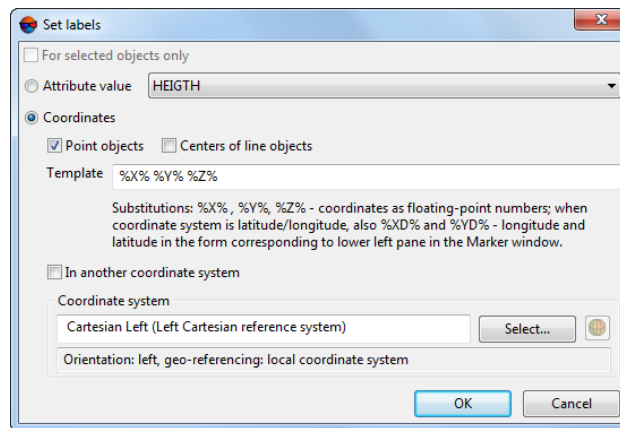 Set labels
For selected objects only
Attribute value HEIGTH
Coordinates
Point objects Centers of line objects
Template %X% %Y% %Z%
Substitutions: %X% , %Y%, %Z% - coordinates as floating-point numbers; when
coordinate system is latitude/longitude, also %XD% and %YD% - longitude and
latitude in the form corresponding to lower left pane in the Marker window.
In another coordinate system
Coordinate system
Cartesian Left (Left Cartesian reference system) Select...
Orientation: left, geo-referencing: local coordinate system
OK Cancel